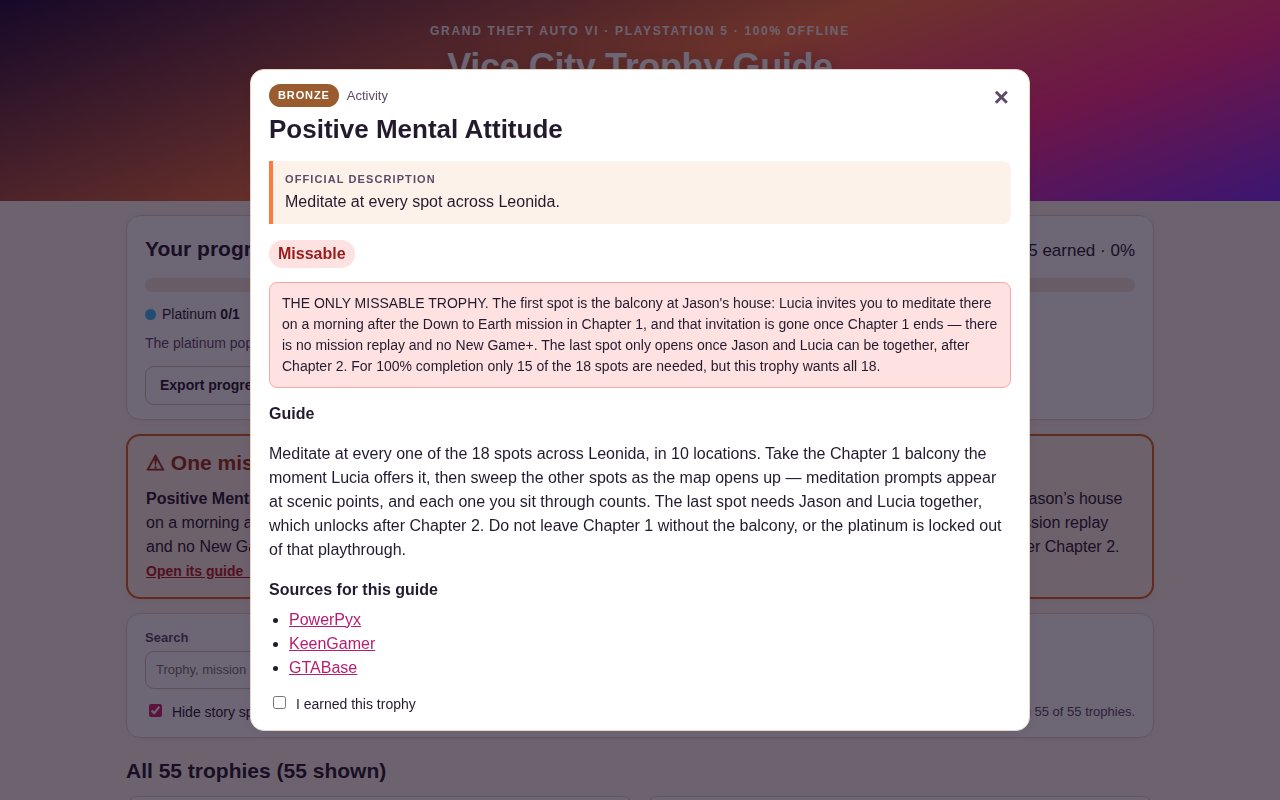 GRAND THEFT AUTO VI · PLAYSTATION 5 · 100% OFFLINE
Vice City Trophy Guide
BRONZE Activity ✕
Positive Mental Attitude
OFFICIAL DESCRIPTION
Meditate at every spot across Leonida.
Missable
THE ONLY MISSABLE TROPHY. The first spot is the balcony at Jason's house: Lucia invites you to meditate there
on a morning after the Down to Earth mission in Chapter 1, and that invitation is gone once Chapter 1 ends — there
is no mission replay and no New Game+. The last spot only opens once Jason and Lucia can be together, after
Chapter 2. For 100% completion only 15 of the 18 spots are needed, but this trophy wants all 18.
Guide
Meditate at every one of the 18 spots across Leonida, in 10 locations. Take the Chapter 1 balcony the
moment Lucia offers it, then sweep the other spots as the map opens up — meditation prompts appear
at scenic points, and each one you sit through counts. The last spot needs Jason and Lucia together,
which unlocks after Chapter 2. Do not leave Chapter 1 without the balcony, or the platinum is locked out
of that playthrough.
Sources for this guide
PowerPyx
KeenGamer
GTABase
I earned this trophy
Your progr
5 earned · 0%
Platinum 0/1
The platinum pop
Export progre
⚠ One mis
Positive Ment
ason's house
on a morning a
sion replay
and no New Ga
er Chapter 2.
Open its guide
Search
Trophy, mission
Hide story sp
55 of 55 trophies.
All 55 trophies (55 shown)